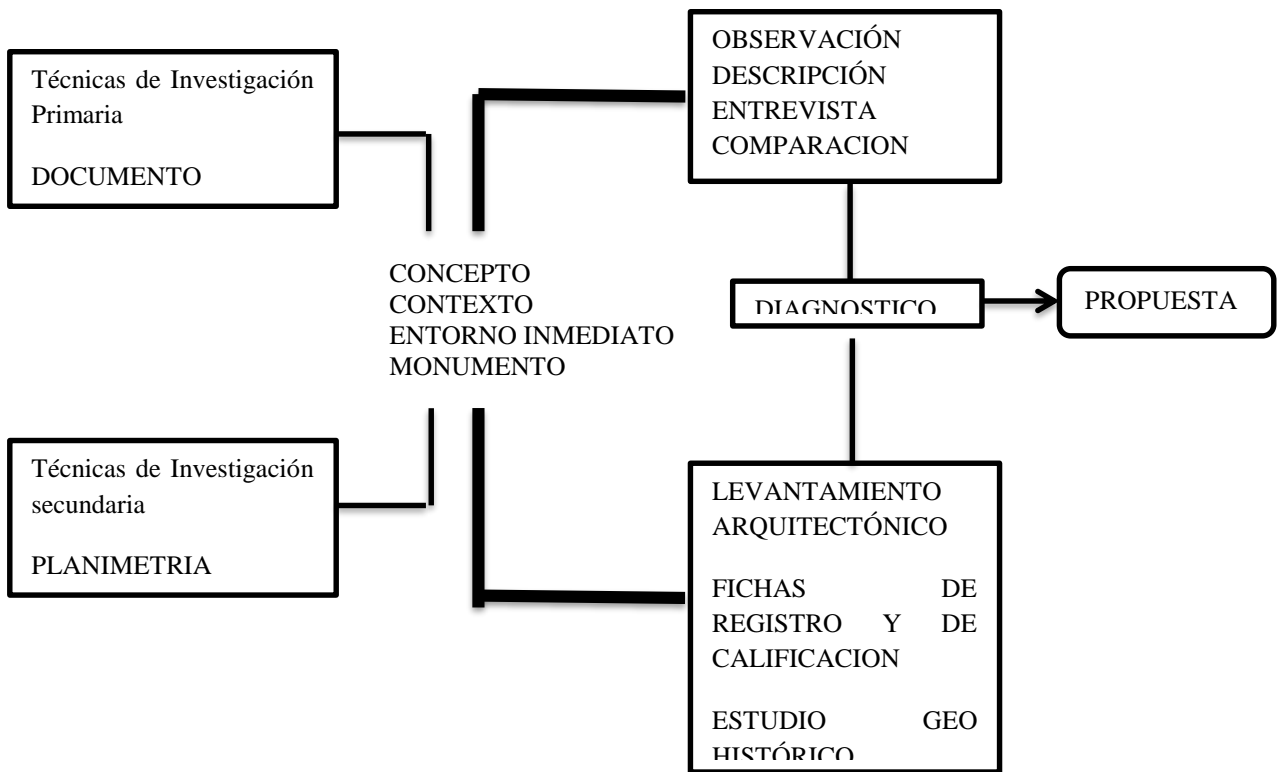 Técnicas de Investigación
Primaria
DOCUMENTO
OBSERVACIÓN
DESCRIPCIÓN
ENTREVISTA
COMPARACION
CONCEPTO
CONTEXTO
ENTORNO INMEDIATO
MONUMENTO
DIAGNOSTICO
PROPUESTA
Técnicas de Investigación
secundaria
PLANIMETRIA
LEVANTAMIENTO
ARQUITECTÓNICO
FICHAS DE
REGISTRO Y DE
CALIFICACION
ESTUDIO GEO
HISTÓRICO